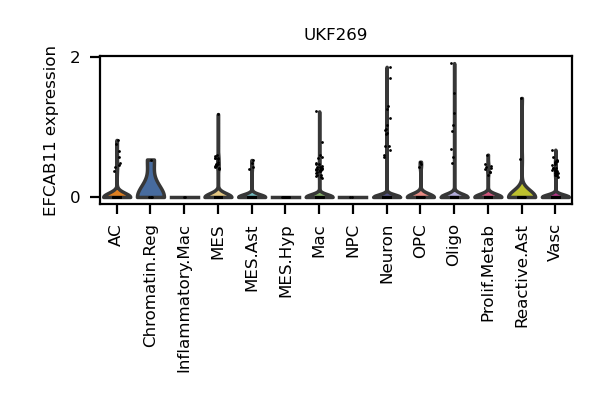 UKF269
EFCAB11 expression
2
0
AC
Chromatin.Reg
Inflammatory.Mac
MES
MES.Ast
MES.Hyp
Mac
NPC
Neuron
OPC
Oligo
Prolif.Metab
Reactive.Ast
Vasc